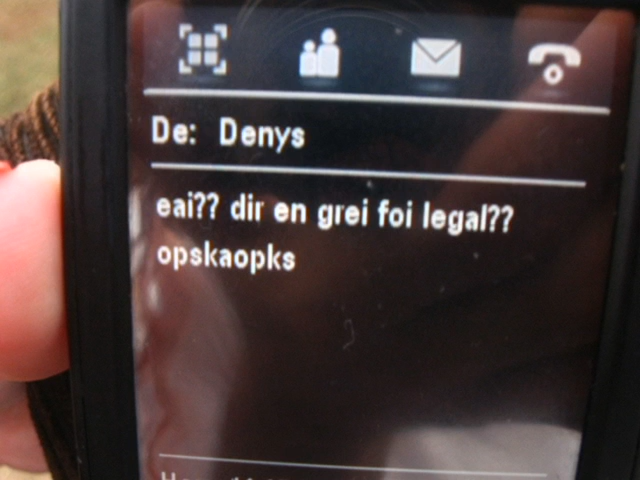 De: Denys
eai?? dir en grei foi legal??
opskaopks